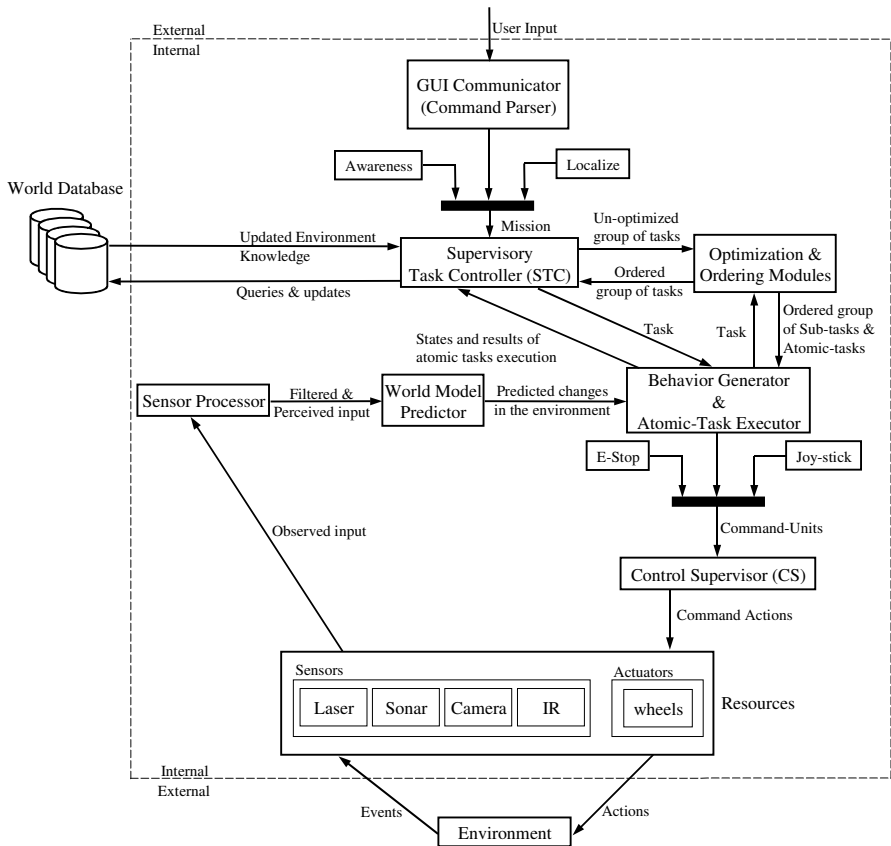 External
User Input
Internal
GUI Communicator
(Command Parser)
Awareness
Localize
World Database
Mission
Updated Environment
Knowledge
Queries & updates
Supervisory
Task Controller (STC)
Un-optimized
group of tasks
Ordered
group of tasks
Optimization &
Ordering Modules
States and results of
atomic tasks execution
Task
Task
Ordered group
of Sub-tasks &
Atomic-tasks
Sensor Processor
Filtered &
Perceived input
World Model
Predictor
Predicted changes
in the environment
Behavior Generator
&
Atomic-Task Executor
E-Stop
Joy-stick
Observed input
Command-Units
Control Supervisor (CS)
Command Actions
Sensors
Laser
Sonar
Camera
IR
Actuators
wheels
Resources
Internal
External
Events
Actions
Environment